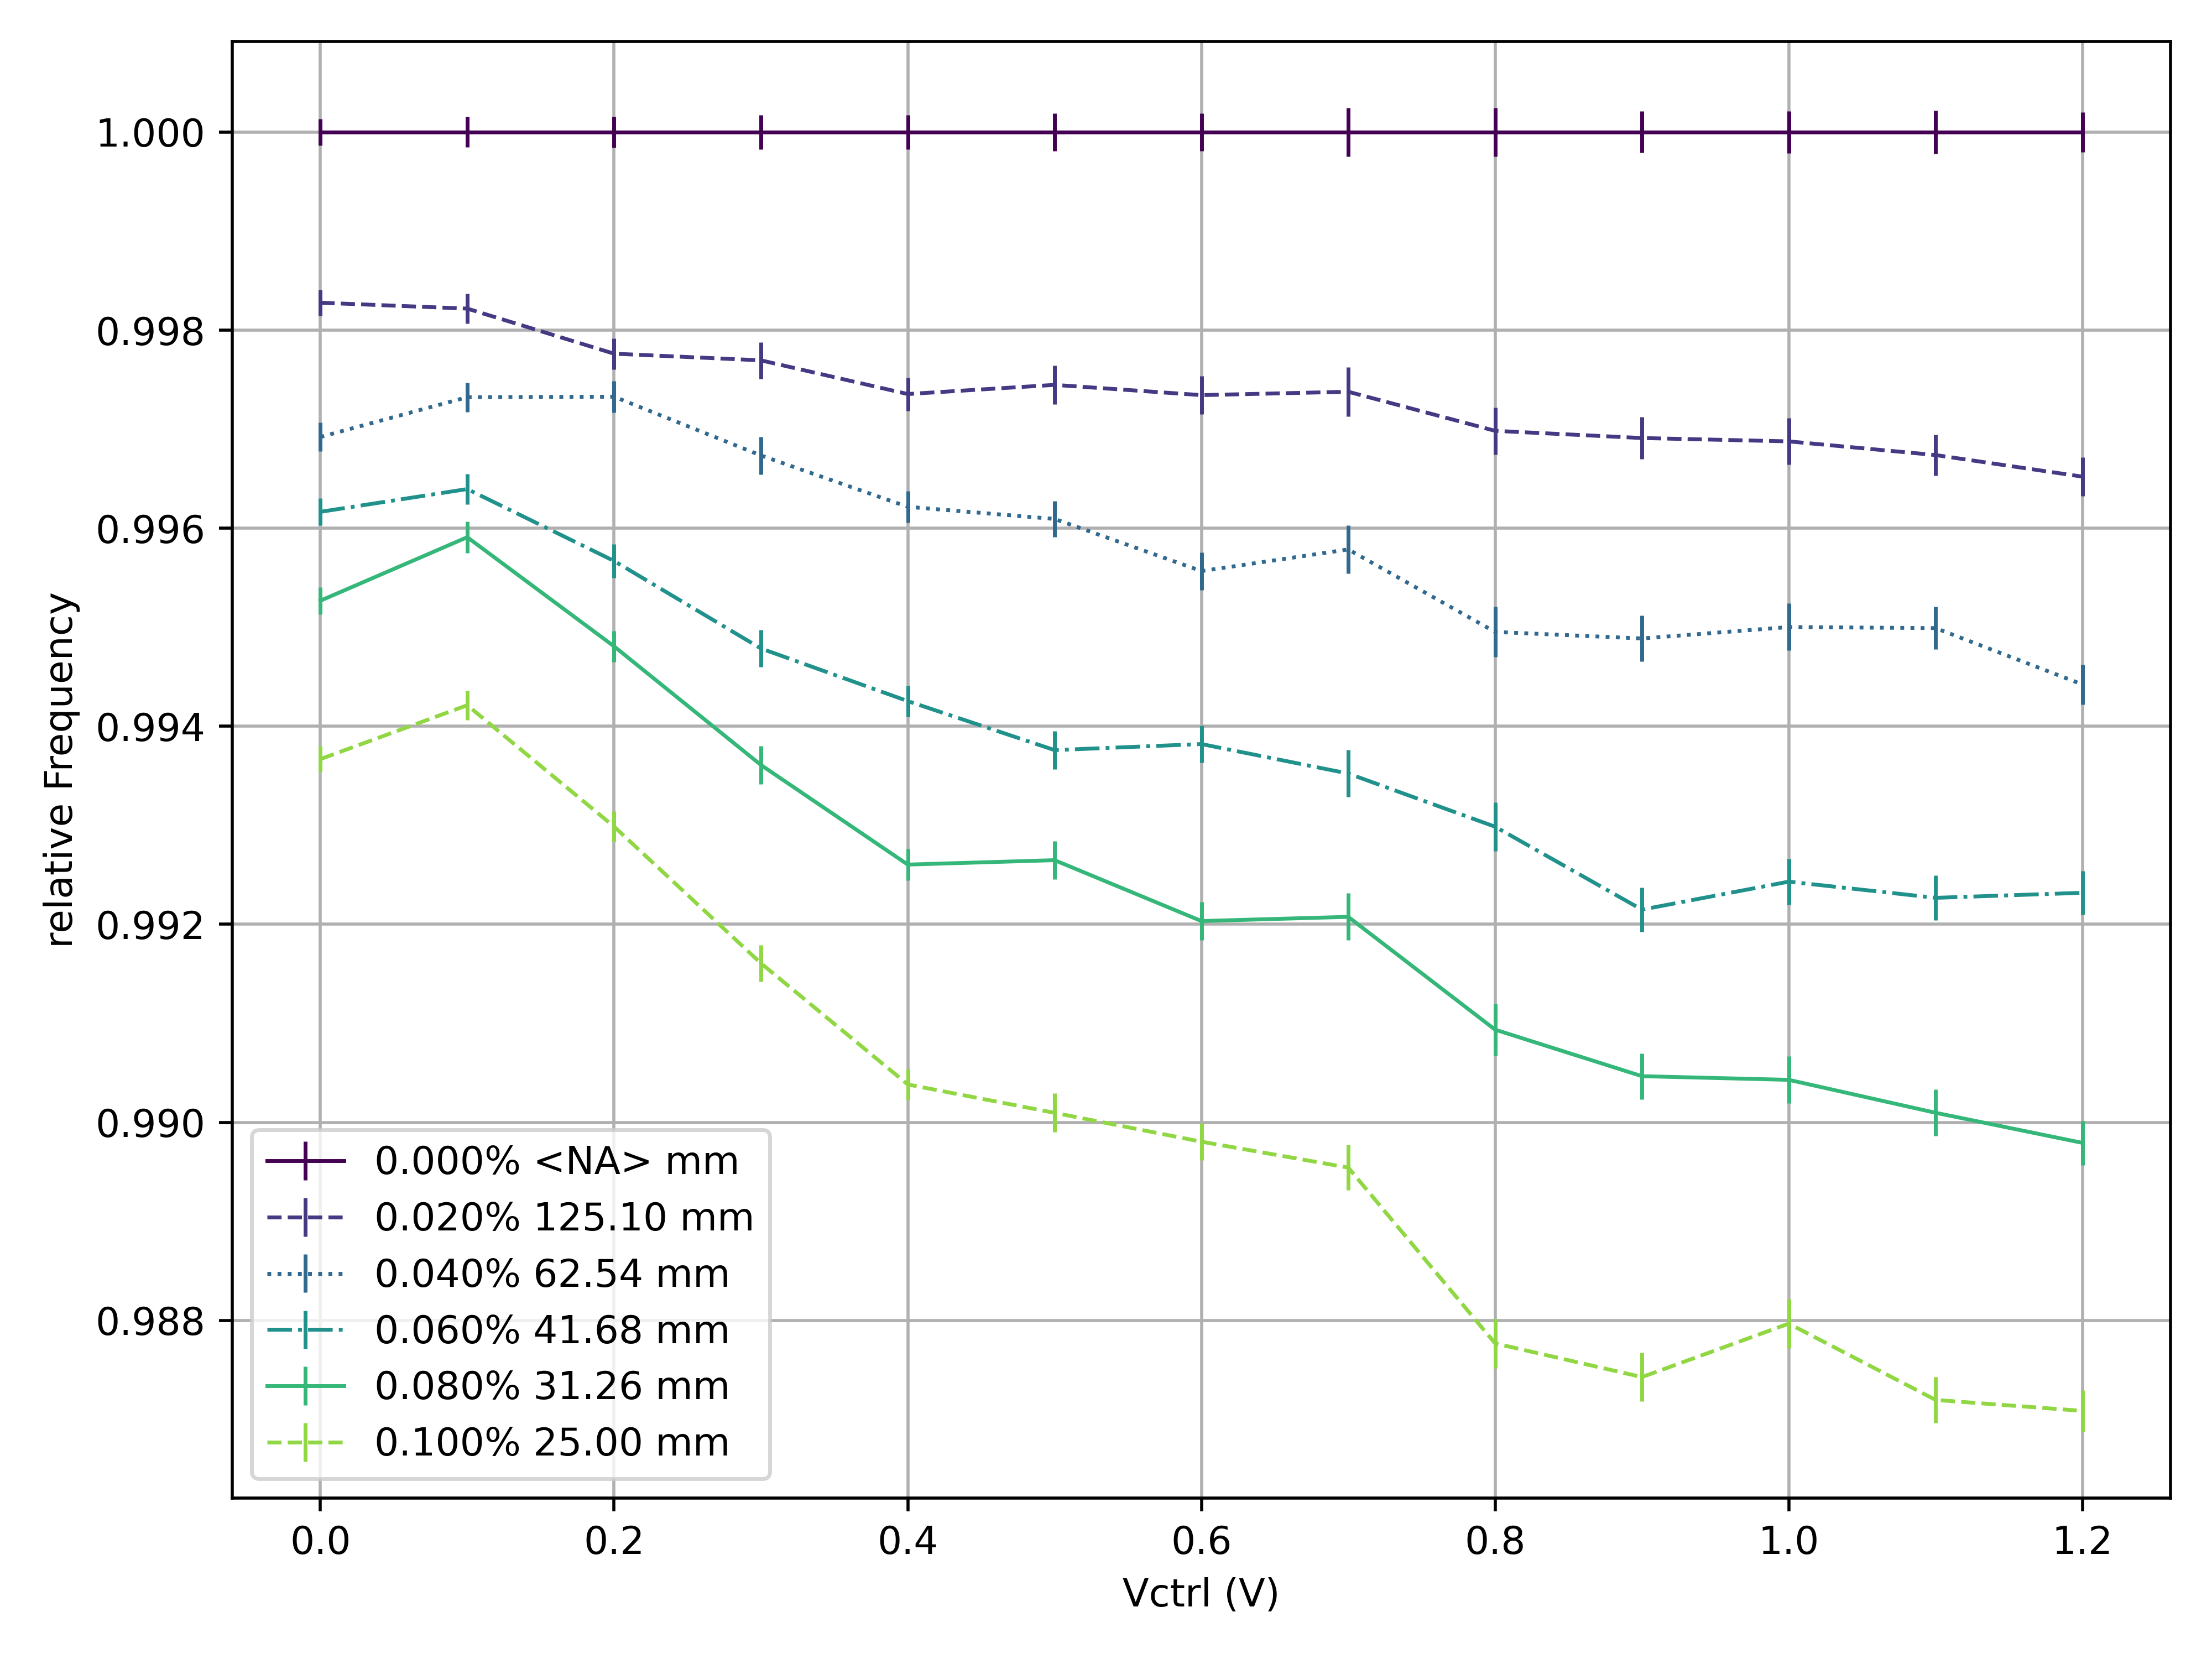 1.000
0.998
0.996
0.994
0.992
0.990
0.988
relative Frequency
0.000% <NA> mm
0.020% 125.10 mm
0.040% 62.54 mm
0.060% 41.68 mm
0.080% 31.26 mm
0.100% 25.00 mm
0.0 0.2 0.4 0.6 0.8 1.0 1.2
Vctrl (V)